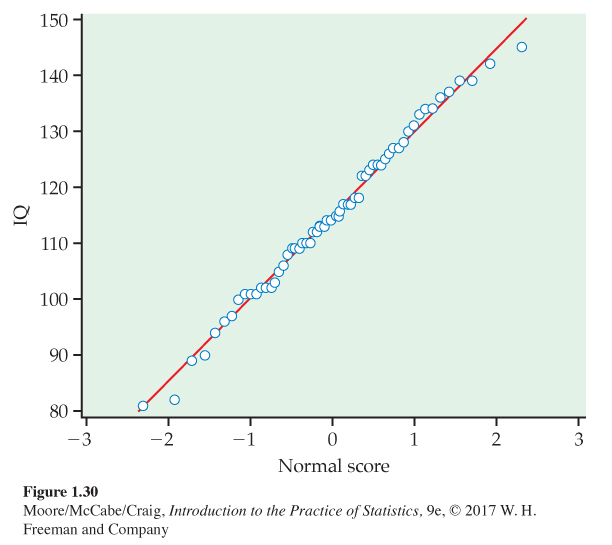 150
140
130
120
110
100
90
80
IQ
−3 −2 −1 0 1 2 3
Normal score
Figure 1.30
Moore/McCabe/Craig, Introduction to the Practice of Statistics, 9e, © 2017 W. H.
Freeman and Company